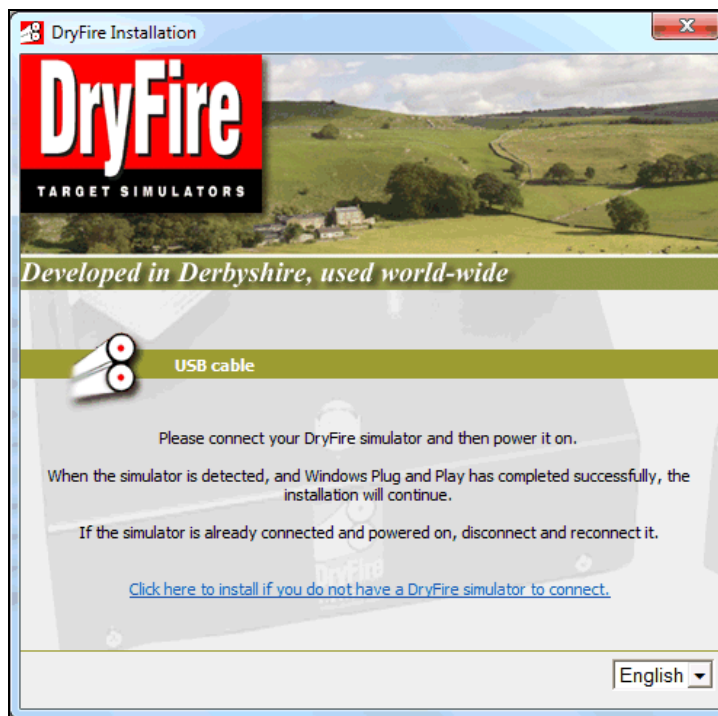 DryFire Installation
DryFire
TARGET SIMULATORS
Developed in Derbyshire, used world-wide
USB cable
Please connect your DryFire simulator and then power it on.
When the simulator is detected, and Windows Plug and Play has completed successfully, the
installation will continue.
If the simulator is already connected and powered on, disconnect and reconnect it.
DryFire
Click here to install if you do not have a DryFire simulator to connect.
English